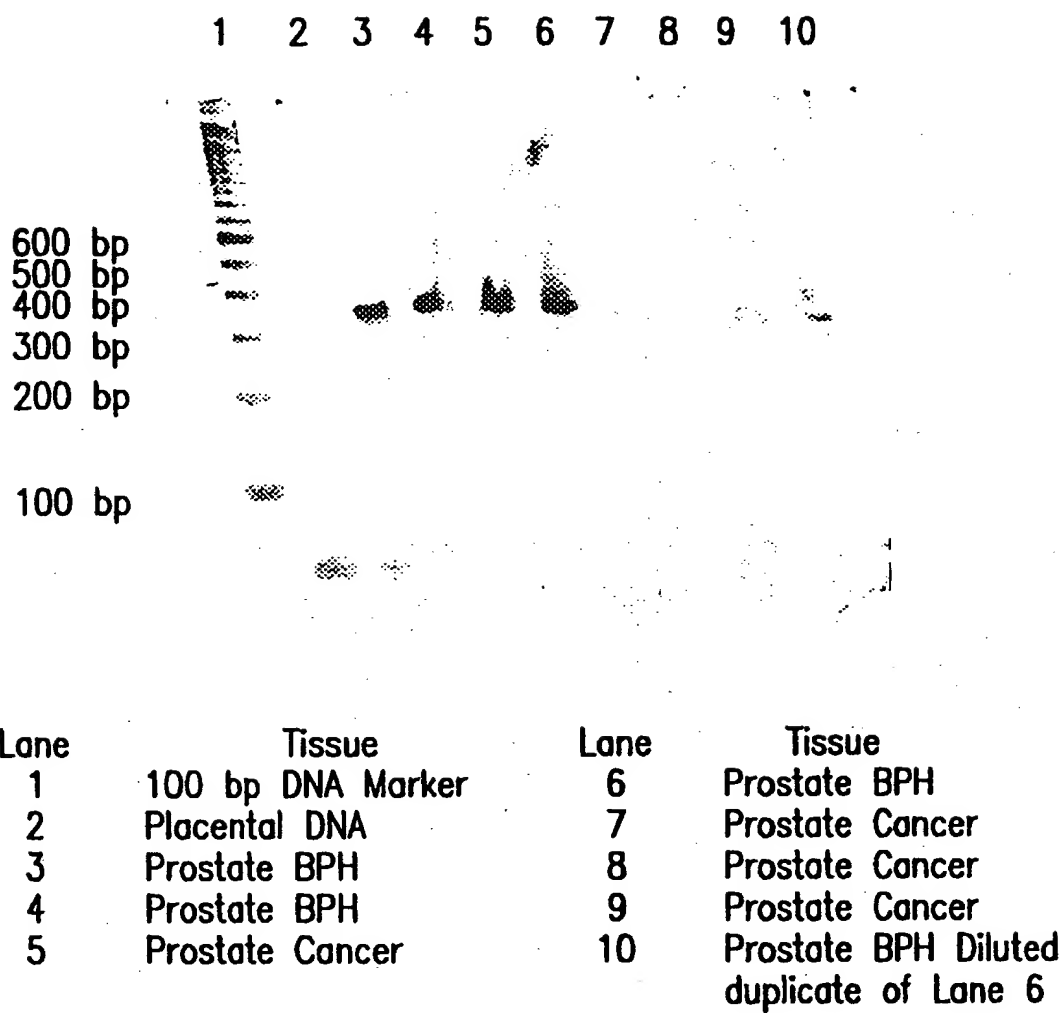 1 2 3 4 5 6 7 8 9 10
600 bp
500 bp
400 bp
300 bp
200 bp
100 bp
Lane Tissue Lane Tissue
1 100 bp DNA Marker 6 Prostate BPH
2 Placental DNA 7 Prostate Cancer
3 Prostate BPH 8 Prostate Cancer
4 Prostate BPH 9 Prostate Cancer
5 Prostate Cancer 10 Prostate BPH Diluted
duplicate of Lane 6